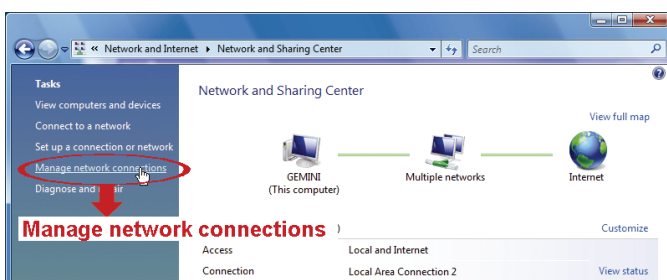 « Network and Internet ▸ Network and Sharing Center
Search
Tasks
View computers and devices
Connect to a network
Set up a connection or network
Manage network connections
Diagnose and
Network and Sharing Center
View full map
GEMINI
(This computer)
Multiple networks
Internet
Manage network connections
)
Customize
Access
Local and Internet
Connection
Local Area Connection 2
View status